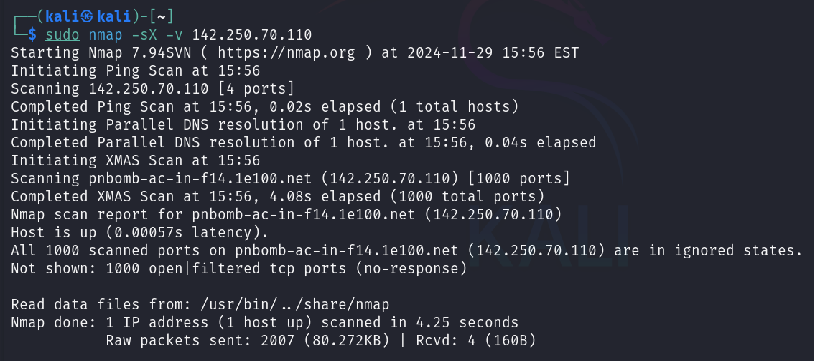 (kali㉿kali)-[~]
$ sudo nmap -sX -v 142.250.70.110
Starting Nmap 7.94SVN ( https://nmap.org ) at 2024-11-29 15:56 EST
Initiating Ping Scan at 15:56
Scanning 142.250.70.110 [4 ports]
Completed Ping Scan at 15:56, 0.02s elapsed (1 total hosts)
Initiating Parallel DNS resolution of 1 host. at 15:56
Completed Parallel DNS resolution of 1 host. at 15:56, 0.04s elapsed
Initiating XMAS Scan at 15:56
Scanning pnbomb-ac-in-f14.1e100.net (142.250.70.110) [1000 ports]
Completed XMAS Scan at 15:56, 4.08s elapsed (1000 total ports)
Nmap scan report for pnbomb-ac-in-f14.1e100.net (142.250.70.110)
Host is up (0.00057s latency).
All 1000 scanned ports on pnbomb-ac-in-f14.1e100.net (142.250.70.110) are in ignored states.
Not shown: 1000 open|filtered tcp ports (no-response)
KALI
Read data files from: /usr/bin/../share/nmap
Nmap done: 1 IP address (1 host up) scanned in 4.25 seconds
Raw packets sent: 2007 (80.272KB) | Rcvd: 4 (160B)